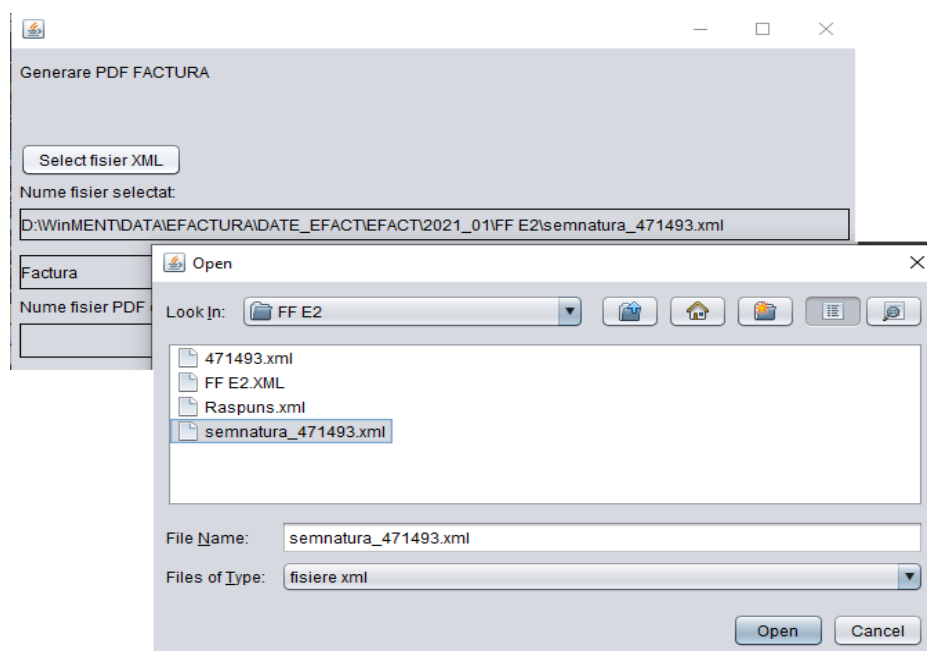 Generare PDF FACTURA
Select fisier XML
Nume fisier selectat:
D:\WinMENT\DATA\EFACTURA\DATE_EFACT\EFACT\2021_01\FF E2\semnatura_471493.xml
Factura
Nume fisier PDF
Open
Look In: FF E2
471493.xml
FF E2.XML
Raspuns.xml
semnatura_471493.xml
File Name: semnatura_471493.xml
Files of Type: fisiere xml
Open Cancel